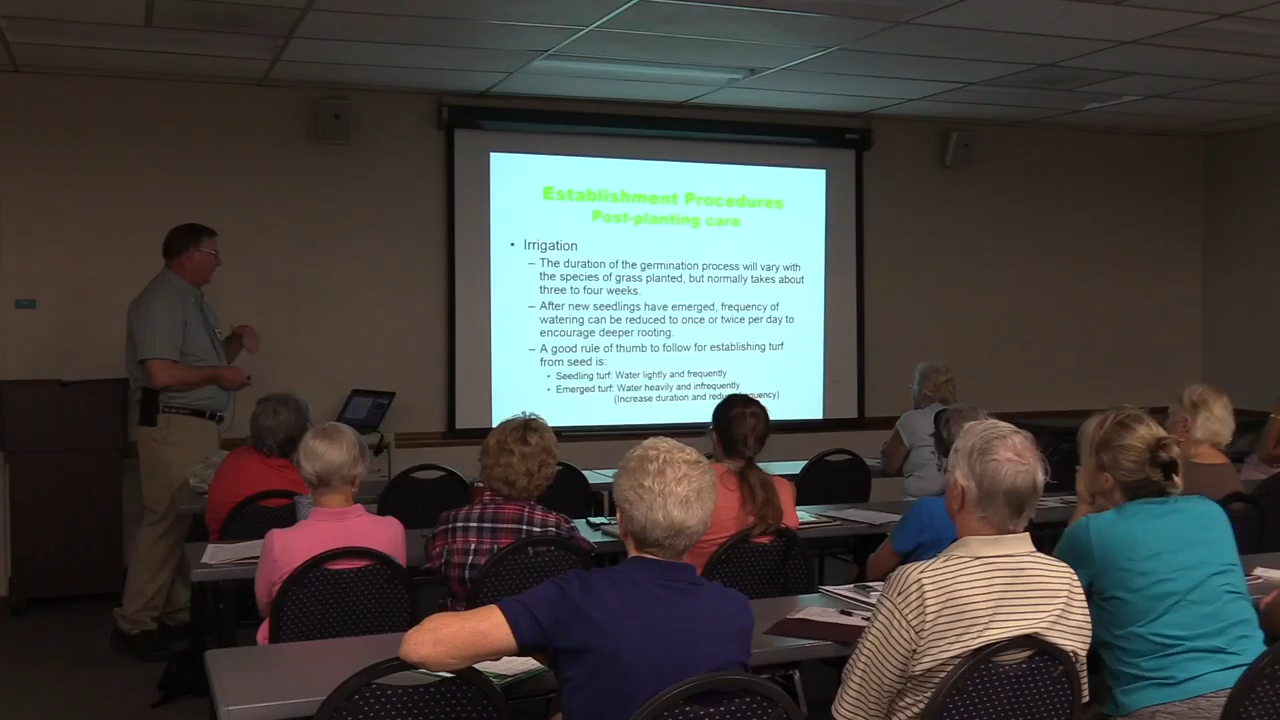 Establishment Procedures
Post-planting care
• Irrigation
– The duration of the germination process will vary with
the species of grass planted, but normally takes about
three to four weeks.
– After new seedlings have emerged, frequency of
watering can be reduced to once or twice per day to
encourage deeper rooting.
– A good rule of thumb to follow for establishing turf
from seed is:
• Seedling turf: Water lightly and frequently
• Emerged turf: Water heavily and infrequently
(Increase duration and